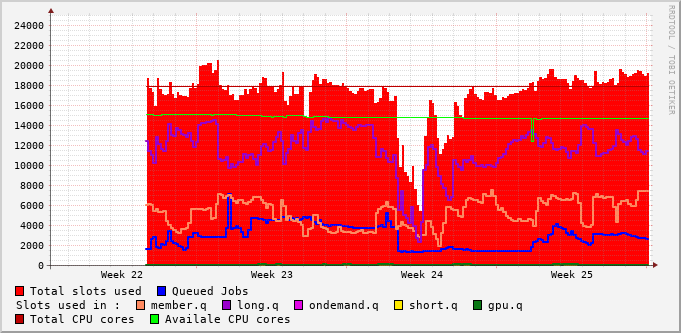 24000
22000
20000
18000
16000
14000
12000
10000
8000
6000
4000
2000
0
Week 22 Week 23 Week 24 Week 25
Total slots used Queued Jobs
Slots used in : member.q long.q ondemand.q short.q gpu.q
Total CPU cores Availale CPU cores
RRDTOOL / TOBI OETIKER